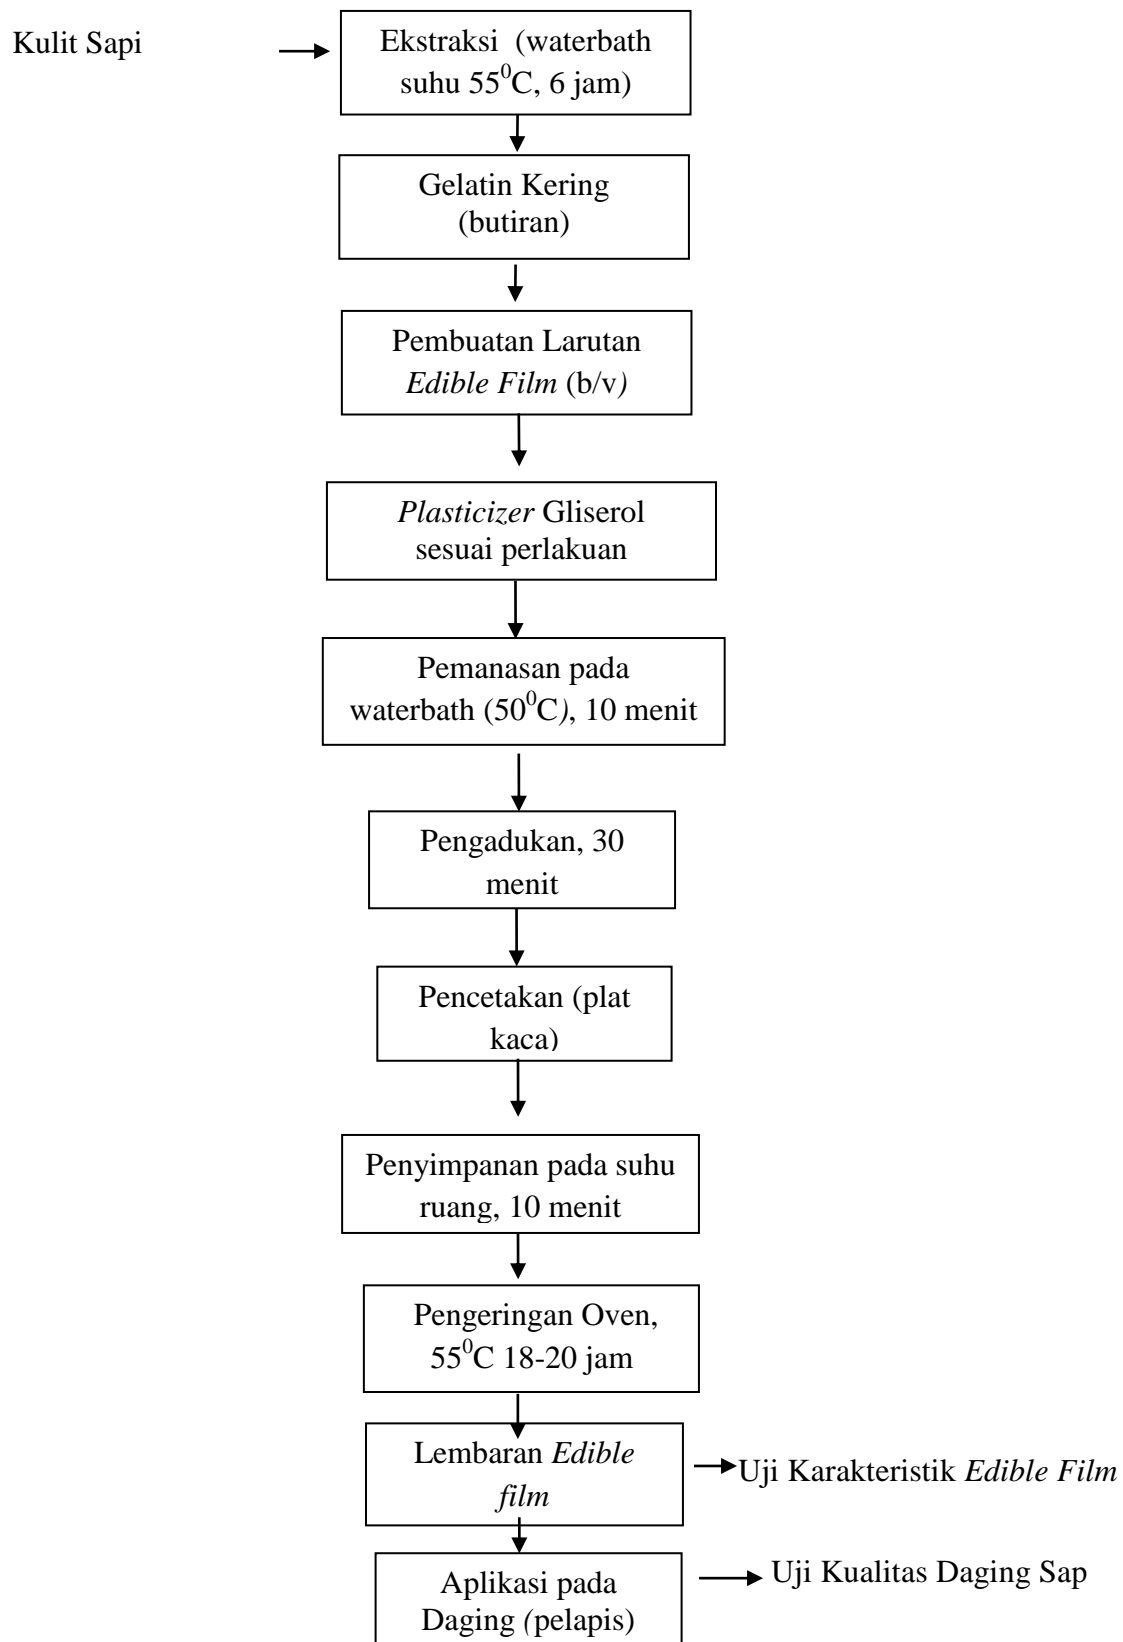 Kulit Sapi
Ekstraksi (waterbath
suhu 55⁰C, 6 jam)
Gelatin Kering
(butiran)
Pembuatan Larutan
Edible Film (b/v)
Plasticizer Gliserol
sesuai perlakuan
Pemanasan pada
waterbath (50⁰C), 10 menit
Pengadukan, 30
menit
Pencetakan (plat
kaca)
Penyimpanan pada suhu
ruang, 10 menit
Pengeringan Oven,
55⁰C 18-20 jam
Lembaran Edible
film
Uji Karakteristik Edible Film
Aplikasi pada
Daging (pelapis)
Uji Kualitas Daging Sap